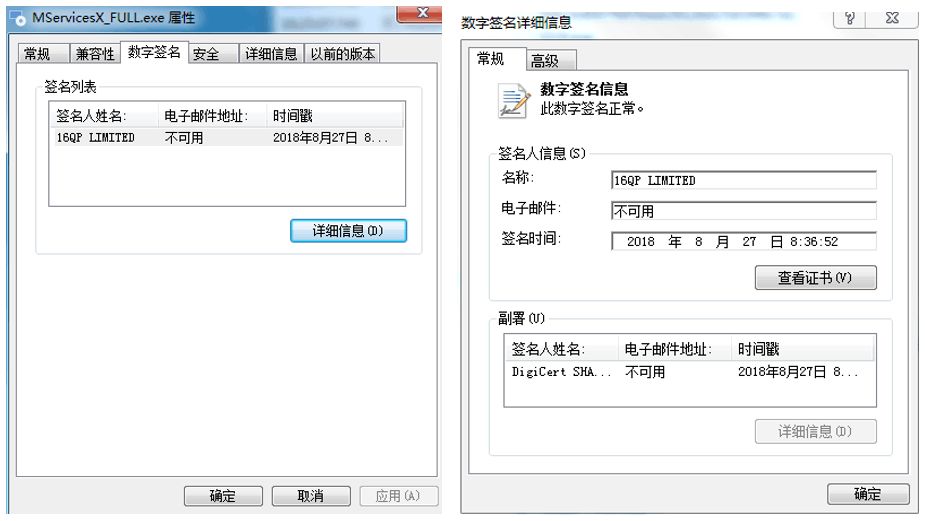 MServicesX_FULL.exe 属性
常规 兼容性 数字签名 安全 详细信息 以前的版本
签名列表
签名人姓名: 电子邮件地址: 时间戳
16QP LIMITED 不可用 2018年8月27日 8...
详细信息(D)
确定 取消 应用(A)
数字签名详细信息
常规 高级
数字签名信息
此数字签名正常。
签名人信息(S)
名称: 16QP LIMITED
电子邮件: 不可用
签名时间: 2018 年 8 月 27 日 8:36:52
查看证书(V)
副署(U)
签名人姓名: 电子邮件地址: 时间戳
DigiCert SHA... 不可用 2018年8月27日 8...
详细信息(D)
确定